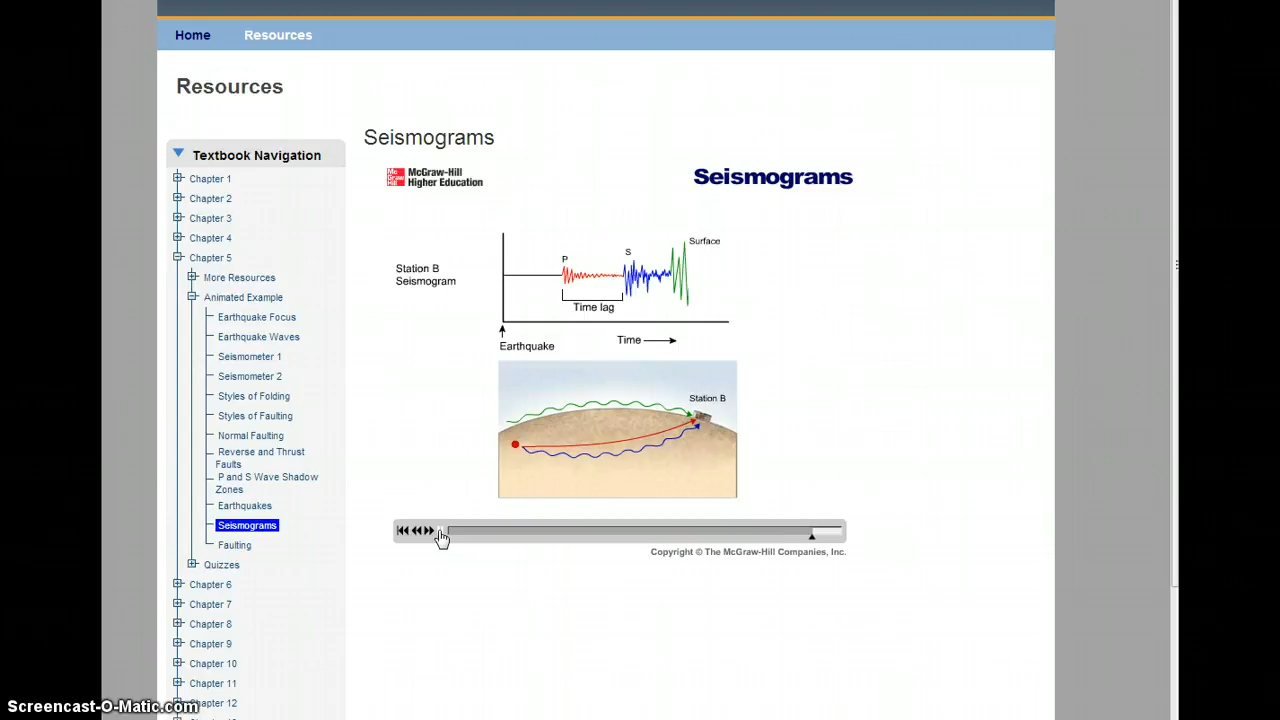 Home
Resources
Resources
Textbook Navigation
Chapter 1
Chapter 2
Chapter 3
Chapter 4
Chapter 5
More Resources
Animated Example
Earthquake Focus
Earthquake Waves
Seismometer 1
Seismometer 2
Styles of Folding
Styles of Faulting
Normal Faulting
Reverse and Thrust
Faults
P and S Wave Shadow
Zones
Earthquakes
Seismograms
Faulting
Quizzes
Chapter 6
Chapter 7
Chapter 8
Chapter 9
Chapter 10
Chapter 11
Chapter 12
Seismograms
Mc
Graw
Hill
McGraw-Hill
Higher Education
Seismograms
Station B
Seismogram
P
S
Surface
Time lag
Earthquake
Time
Station B
Copyright © The McGraw-Hill Companies, Inc.
Screencast-O-Matic.com